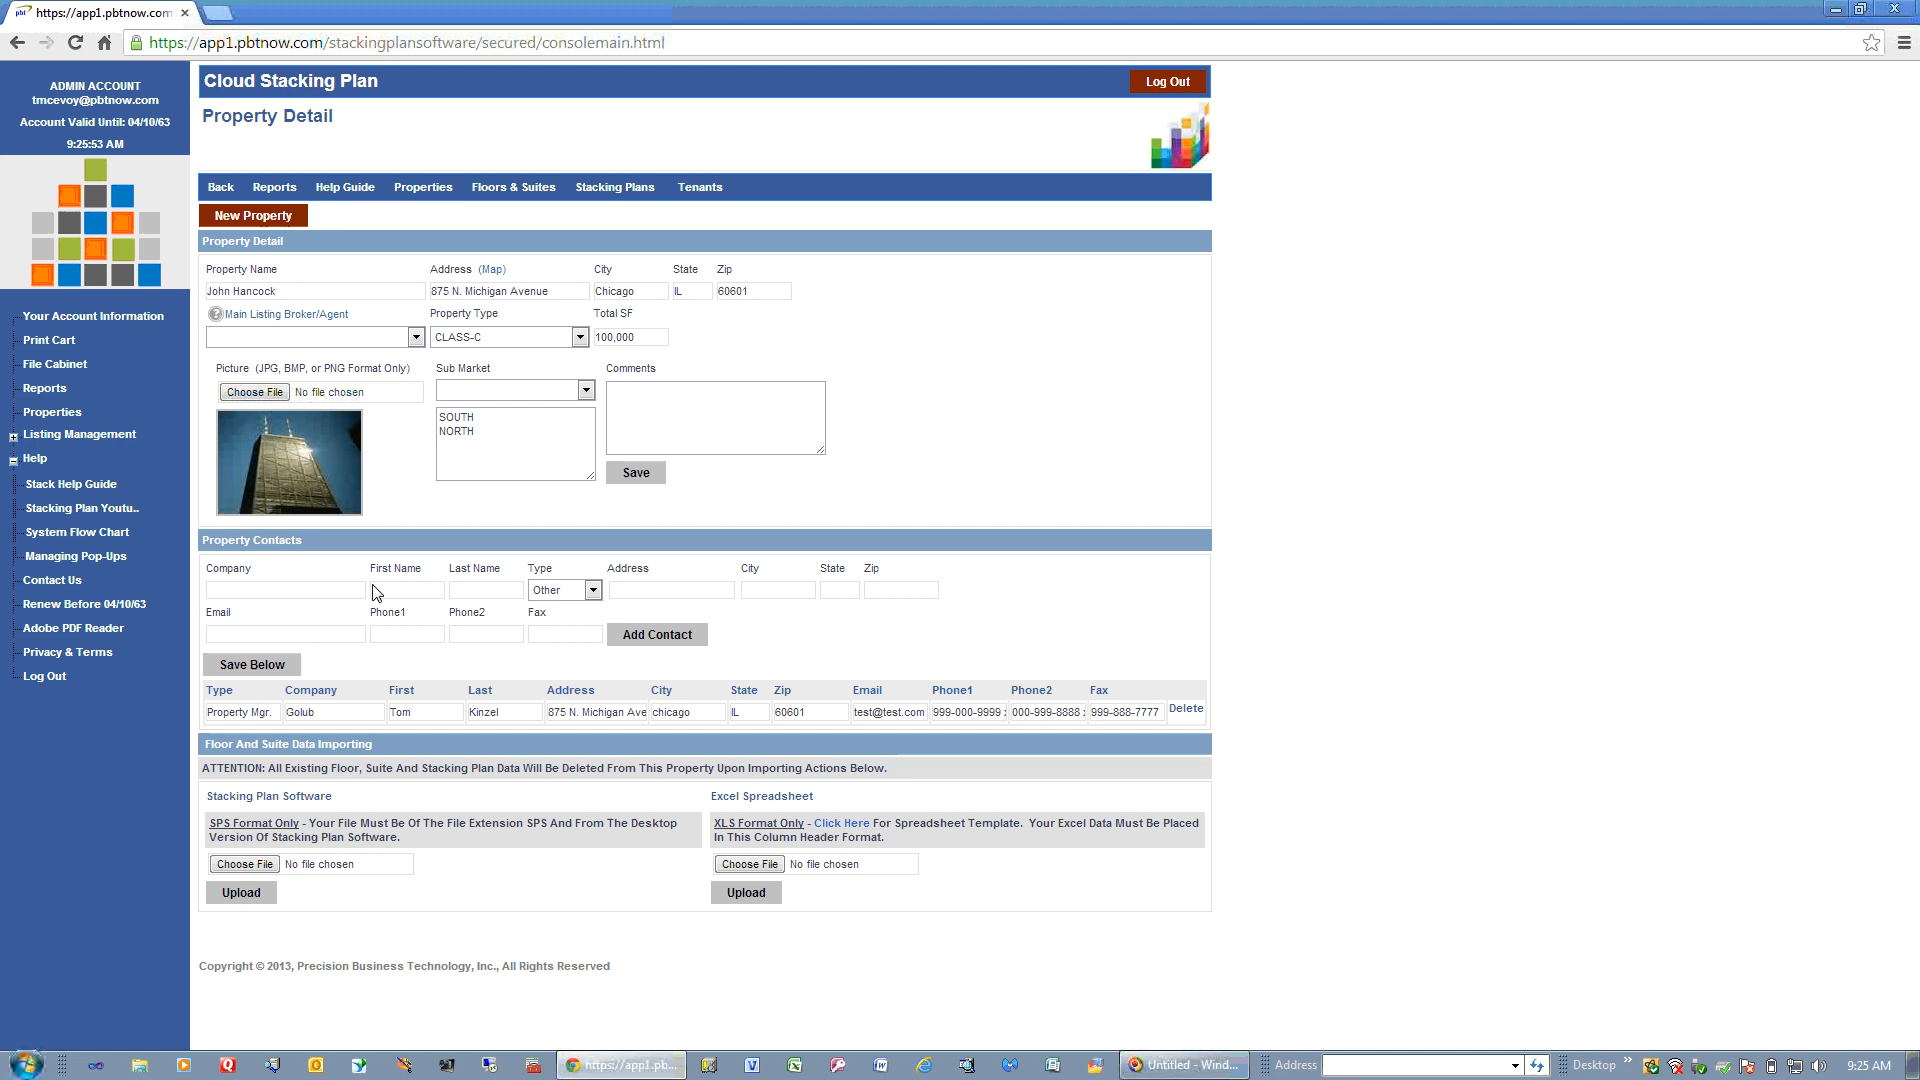 pbt https://app1.pbtnow.com
https://app1.pbtnow.com/stackingplansoftware/secured/consolemain.html
ADMIN ACCOUNT
tmcevoy@pbtnow.com
Account Valid Until: 04/10/63
9:25:53 AM
Your Account Information
Print Cart
File Cabinet
Reports
Properties
Listing Management
Help
Stack Help Guide
Stacking Plan Youtu..
System Flow Chart
Managing Pop-Ups
Contact Us
Renew Before 04/10/63
Adobe PDF Reader
Privacy & Terms
Log Out
Cloud Stacking Plan Log Out
Property Detail
Back Reports Help Guide Properties Floors & Suites Stacking Plans Tenants
New Property
Property Detail
Property Name Address (Map) City State Zip
John Hancock 875 N. Michigan Avenue Chicago IL 60601
Main Listing Broker/Agent Property Type Total SF
CLASS-C 100,000
Picture (JPG, BMP, or PNG Format Only) Sub Market Comments
Choose File No file chosen
SOUTH
NORTH
Save
Property Contacts
Company First Name Last Name Type Address City State Zip
Other
Email Phone1 Phone2 Fax
Add Contact
Save Below
Type Company First Last Address City State Zip Email Phone1 Phone2 Fax
Property Mgr. Golub Tom Kinzel 875 N. Michigan Ave chicago IL 60601 test@test.com 999-000-9999 000-999-8888 999-888-7777 Delete
Floor And Suite Data Importing
ATTENTION: All Existing Floor, Suite And Stacking Plan Data Will Be Deleted From This Property Upon Importing Actions Below.
Stacking Plan Software Excel Spreadsheet
SPS Format Only - Your File Must Be Of The File Extension SPS And From The Desktop
Version Of Stacking Plan Software.
XLS Format Only - Click Here For Spreadsheet Template. Your Excel Data Must Be Placed
In This Column Header Format.
Choose File No file chosen Choose File No file chosen
Upload Upload
Copyright © 2013, Precision Business Technology, Inc., All Rights Reserved
https://app1.pb... Untitled - Wind... Address Desktop 9:25 AM